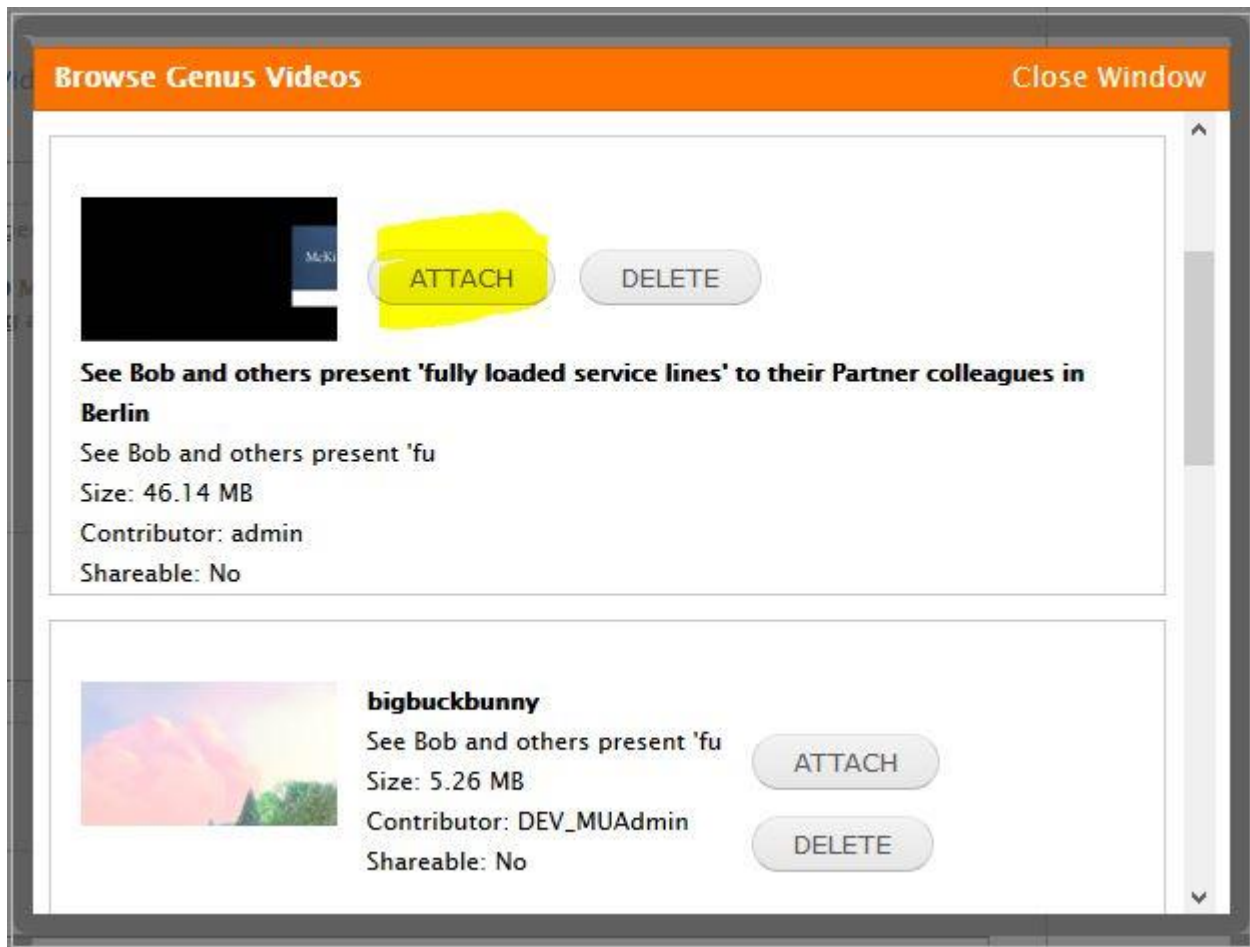 Browse Genus Videos Close Window
McKi
ATTACH DELETE
See Bob and others present 'fully loaded service lines' to their Partner colleagues in
Berlin
See Bob and others present 'fu
Size: 46.14 MB
Contributor: admin
Shareable: No
bigbuckbunny
See Bob and others present 'fu
Size: 5.26 MB
Contributor: DEV_MUAdmin
Shareable: No
ATTACH
DELETE